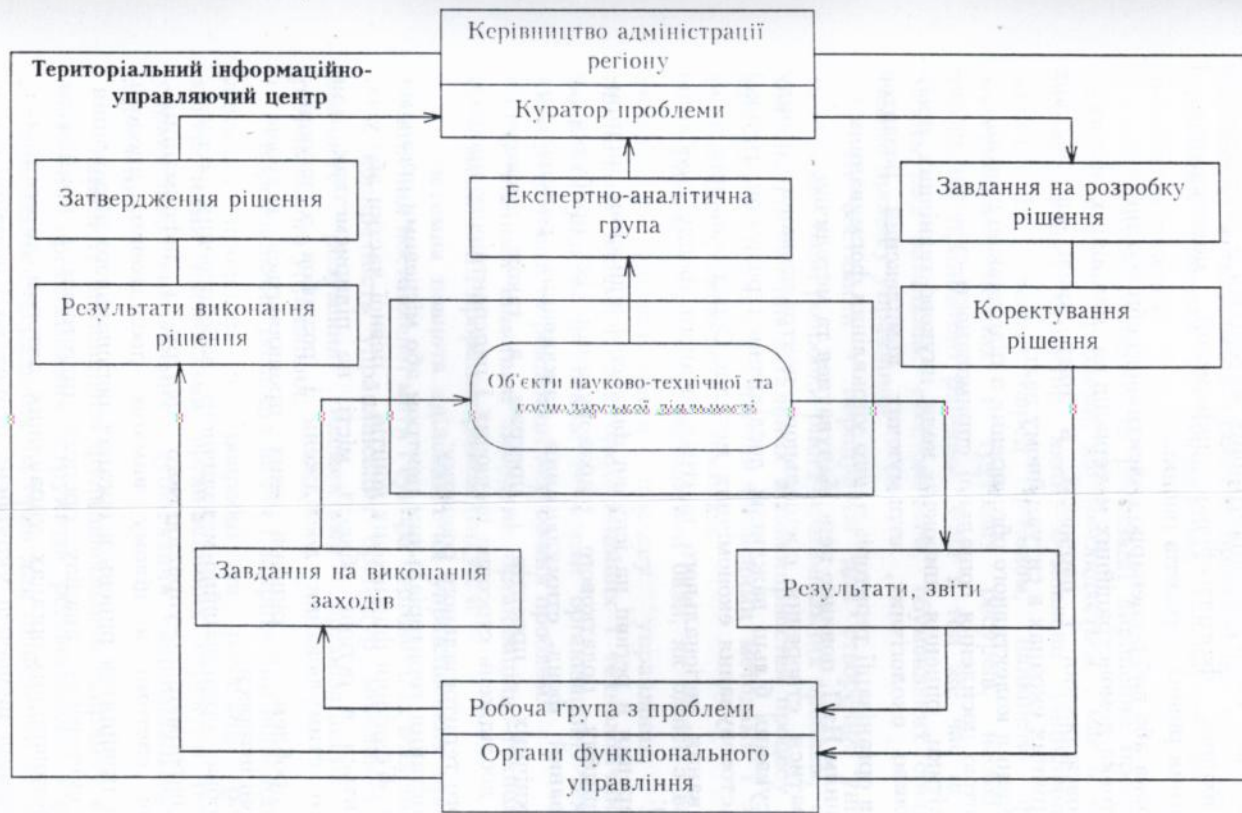 Керівництво адміністрації
регіону
Територіальний інформаційно-
управляючий центр
Куратор проблеми
Затвердження рішення
Експертно-аналітична
група
Завдання на розробку
рішення
Результати виконання
рішення
Коректування
рішення
Об'єкти науково-технічної та
діяльності
Завдання на виконання
заходів
Результати, звіти
Робоча група з проблеми
Органи функціонального
управління